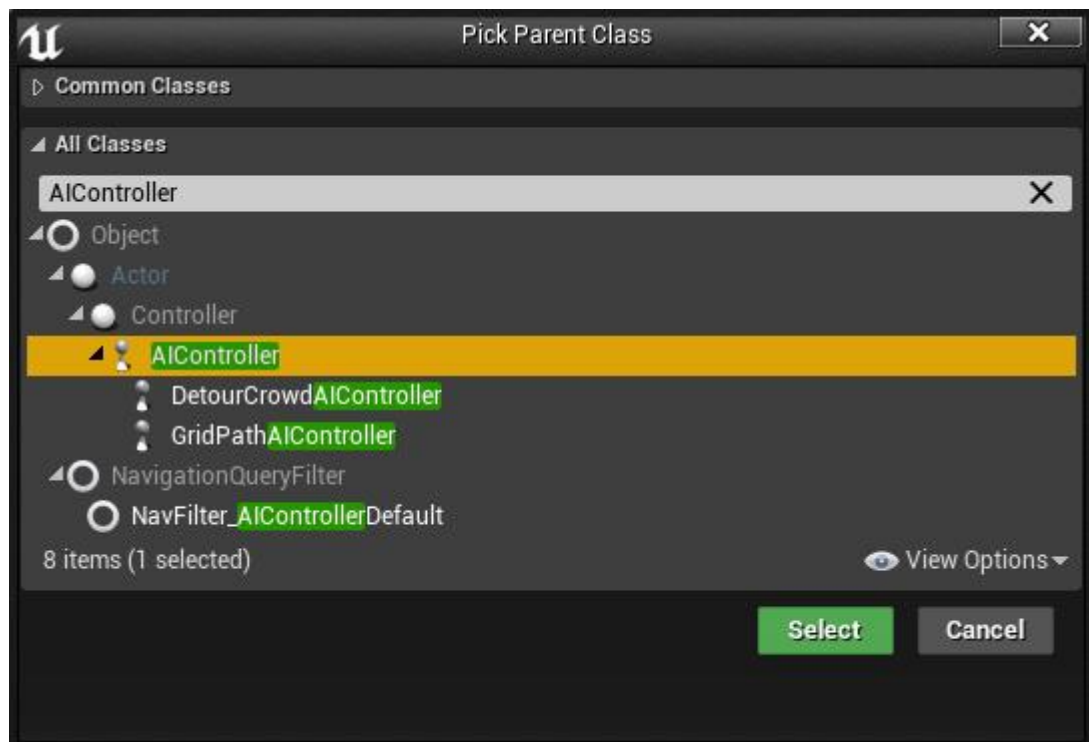 Pick Parent Class
Common Classes
All Classes
AIController
Object
Actor
Controller
AIController
DetourCrowdAIController
GridPathAIController
NavigationQueryFilter
NavFilter_AIControllerDefault
8 items (1 selected)
View Options
Select
Cancel